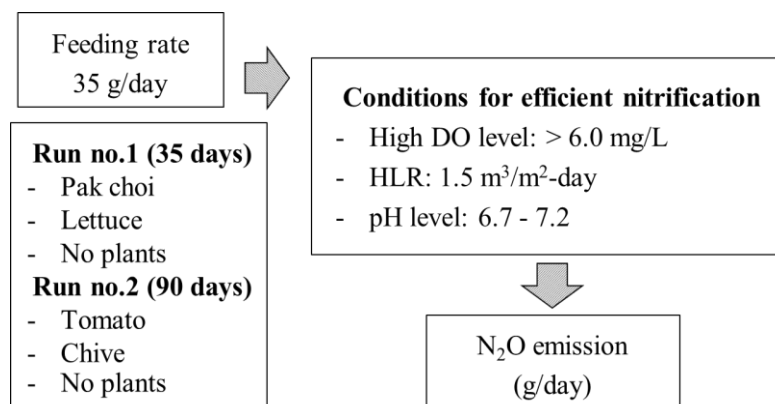 Feeding rate
35 g/day
Run no.1 (35 days)
- Pak choi
- Lettuce
- No plants
Run no.2 (90 days)
- Tomato
- Chive
- No plants
Conditions for efficient nitrification
- High DO level: > 6.0 mg/L
- HLR: 1.5 m³/m²-day
- pH level: 6.7 - 7.2
N₂O emission
(g/day)